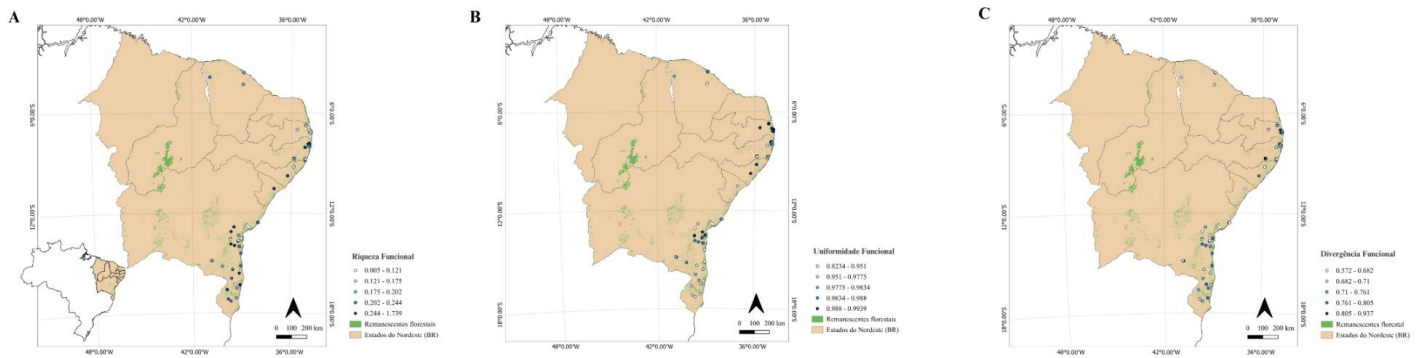 A
48°0.00'W
42°0.00'W
36°0.00'W
6°0.00'S
6°0.00'S
12°0.00'S
12°0.00'S
18°0.00'S
48°0.00'W
42°0.00'W
36°0.00'W
Riqueza Funcional
0.005 - 0.121
0.121 - 0.175
0.175 - 0.202
0.202 - 0.244
0.244 - 1.739
Remanescentes florestais
Estados do Nordeste (BR)
0 100 200 km
B
48°0.00'W
42°0.00'W
36°0.00'W
6°0.00'S
6°0.00'S
12°0.00'S
12°0.00'S
18°0.00'S
18°0.00'S
48°0.00'W
42°0.00'W
36°0.00'W
Uniformidade Funcional
0.8234 - 0.951
0.951 - 0.9775
0.9775 - 0.9834
0.9834 - 0.988
0.988 - 0.9939
Remanescentes florestais
Estados do Nordeste (BR)
0 100 200 km
C
48°0.00'W
42°0.00'W
36°0.00'W
6°0.00'S
6°0.00'S
12°0.00'S
12°0.00'S
18°0.00'S
18°0.00'S
48°0.00'W
42°0.00'W
36°0.00'W
Divergência Funcional
0.572 - 0.682
0.682 - 0.71
0.71 - 0.761
0.761 - 0.805
0.805 - 0.937
Remanescentes florestal
Estados do Nordeste (BR)
0 100 200 km